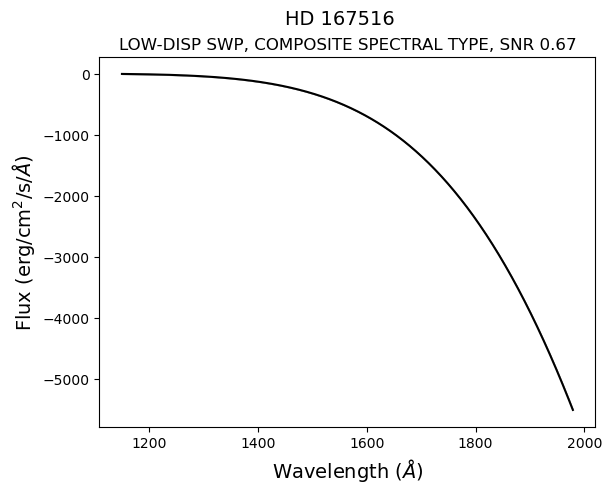 HD 167516
LOW-DISP SWP, COMPOSITE SPECTRAL TYPE, SNR 0.67
0
−1000
−2000
−3000
−4000
−5000
Flux (erg/cm²/s/Å)
1200 1400 1600 1800 2000
Wavelength (Å)